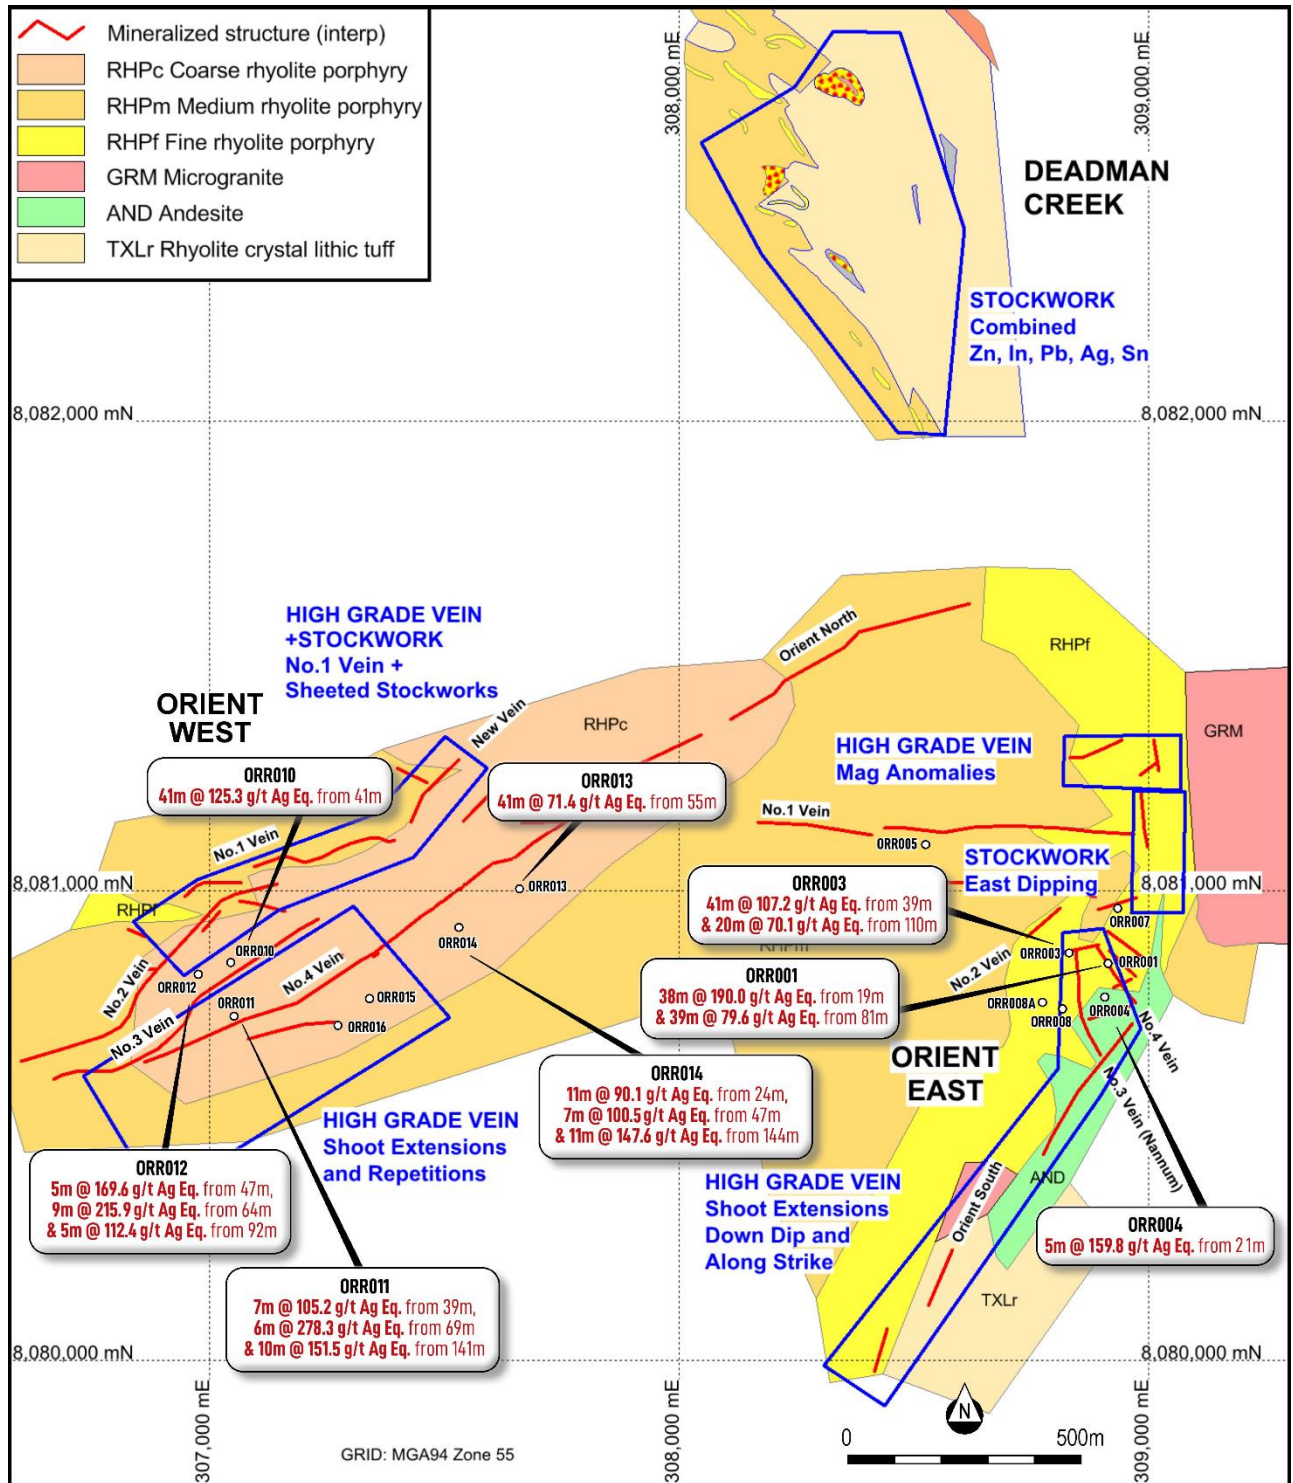 Mineralized structure (interp)
RHPc Coarse rhyolite porphyry
RHPm Medium rhyolite porphyry
RHPf Fine rhyolite porphyry
GRM Microgranite
AND Andesite
TXLr Rhyolite crystal lithic tuff
308,000 mE
309,000 mE
DEADMAN
CREEK
STOCKWORK
Combined
Zn, In, Pb, Ag, Sn
8,082,000 mN
8,082,000 mN
HIGH GRADE VEIN
+STOCKWORK
No.1 Vein +
Sheeted Stockworks
ORIENT
WEST
Orient North
RHPf
RHPc
New Vein
GRM
HIGH GRADE VEIN
Mag Anomalies
ORR010
41m @ 125.3 g/t Ag Eq. from 41m
ORR013
41m @ 71.4 g/t Ag Eq. from 55m
No.1 Vein
No.1 Vein
ORR005
STOCKWORK
East Dipping
8,081,000 mN
8,081,000 mN
ORR013
RHPf
ORR003
41m @ 107.2 g/t Ag Eq. from 39m
& 20m @ 70.1 g/t Ag Eq. from 110m
ORR007
ORR014
ORR010
RHPm
ORR003
ORR001
No.2 Vein
No.2 Vein
ORR012
No.4 Vein
ORR001
38m @ 190.0 g/t Ag Eq. from 19m
& 39m @ 79.6 g/t Ag Eq. from 81m
ORR015
ORR011
ORR016
ORR008A
ORR008
ORR004
No.4 Vein
No.3 Vein
ORIENT
EAST
No.3 Vein (Nannum)
ORR014
11m @ 90.1 g/t Ag Eq. from 24m,
7m @ 100.5 g/t Ag Eq. from 47m
& 11m @ 147.6 g/t Ag Eq. from 144m
HIGH GRADE VEIN
Shoot Extensions
and Repetitions
ORR012
5m @ 169.6 g/t Ag Eq. from 47m,
9m @ 215.9 g/t Ag Eq. from 64m
& 5m @ 112.4 g/t Ag Eq. from 92m
HIGH GRADE VEIN
Shoot Extensions
Down Dip and
Along Strike
Orient South
AND
ORR004
5m @ 159.8 g/t Ag Eq. from 21m
ORR011
7m @ 105.2 g/t Ag Eq. from 39m,
6m @ 278.3 g/t Ag Eq. from 69m
& 10m @ 151.5 g/t Ag Eq. from 141m
TXLr
8,080,000 mN
8,080,000 mN
307,000 mE
308,000 mE
309,000 mE
GRID: MGA94 Zone 55
N
0
500m